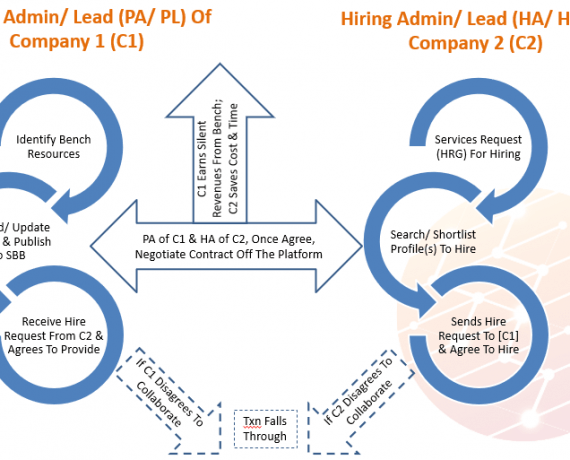 Admin/ Lead (PA/ PL) Of
Company 1 (C1)
Hiring Admin/ Lead (HA/ H
Company 2 (C2)
Identify Bench
Resources
d/ Update
& Publish
o SBB
Receive Hire
Request From C2 &
Agrees To Provide
C1 Earns Silent
Revenues From Bench;
C2 Saves Cost & Time
PA of C1 & HA of C2, Once Agree,
Negotiate Contract Off The Platform
Services Request
(HRG) For Hiring
Search/ Shortlist
Profile(s) To Hire
Sends Hire
Request To [C1]
& Agree To Hire
If C1 Disagrees To
Collaborate
Txn Falls
Through
If C2 Disagrees To
Collaborate